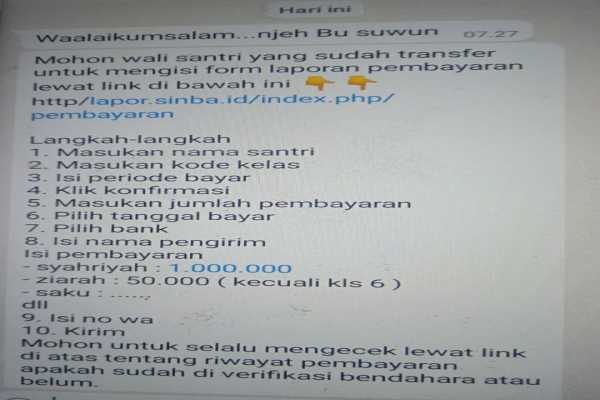 Hari ini
Waalaikumsalam...njeh Bu suwun 07.27
Mohon wali santri yang sudah transfer
untuk mengisi form laporan pembayaran
lewat link di bawah ini 👇 👇
http/lapor.sinba.id/index.php/
pembayaran
Langkah-langkah
1. Masukan nama santri
2. Masukan kode kelas
3. Isi periode bayar
4. Klik konfirmasi
5. Masukan jumlah pembayaran
6. Pilih tanggal bayar
7. Pilih bank
8. Isi nama pengirim
Isi pembayaran
- syahriyah : 1.000.000
- ziarah : 50.000 ( kecuali kls 6 )
- saku : ......
dll
9. Isi no wa
10. Kirim
Mohon untuk selalu mengecek lewat link
di atas tentang riwayat pembayaran
apakah sudah di verifikasi bendahara atau
belum.